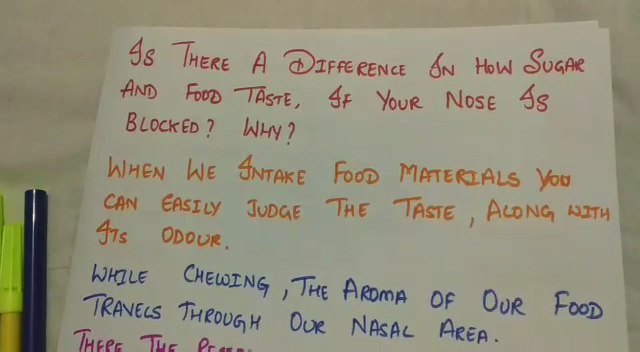 IS THERE A DIFFERENCE IN HOW SUGAR
AND FOOD TASTE, IF YOUR NOSE IS
BLOCKED? WHY?
WHEN WE INTAKE FOOD MATERIALS YOU
CAN EASILY JUDGE THE TASTE, ALONG WITH
ITS ODOUR.
WHILE CHEWING, THE AROMA OF OUR FOOD
TRAVELS THROUGH OUR NASAL AREA.
THERE THE